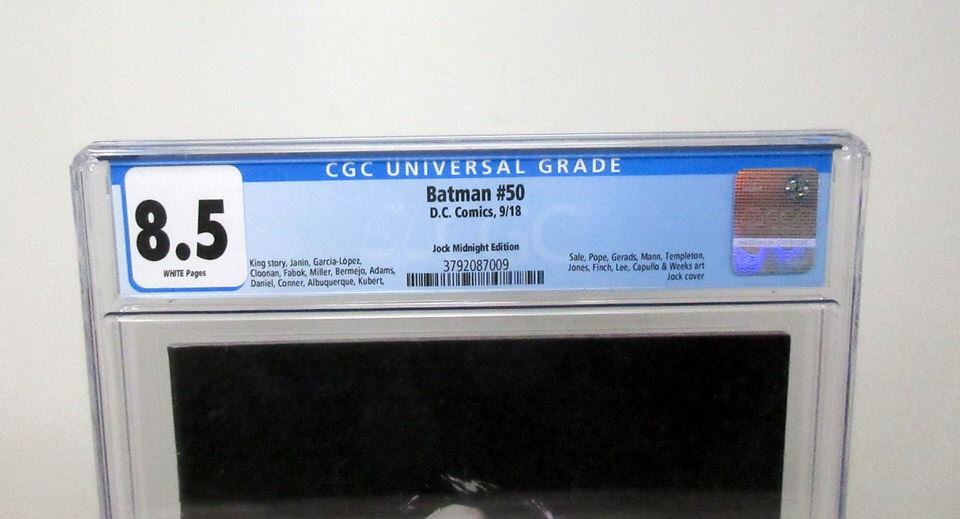 CGC UNIVERSAL GRADE
8.5
WHITE Pages
Batman #50
D.C. Comics, 9/18
Jock Midnight Edition
3792087009
King story, Janin, Garcia-López,
Cloonan, Fabok, Miller, Bermejo, Adams,
Daniel, Conner, Albuquerque, Kubert,
Sale, Pope, Gerads, Mann, Templeton,
Jones, Finch, Lee, Capullo & Weeks art
Jock cover